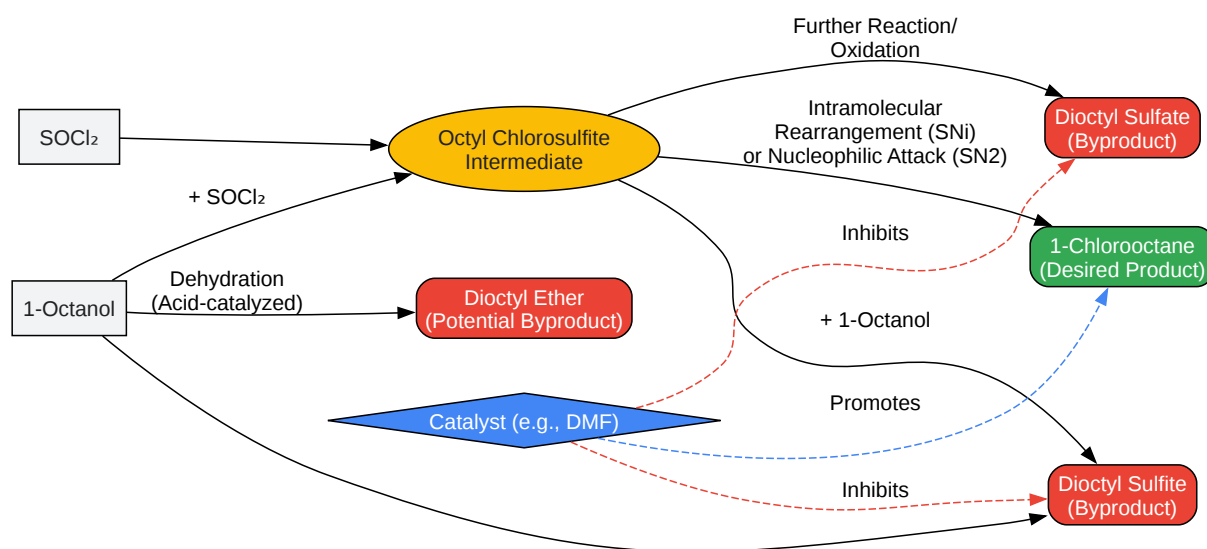 Further Reaction/
Oxidation
SOCl₂
Octyl Chlorosulfite
Intermediate
Intramolecular
Rearrangement (SNi)
or Nucleophilic Attack (SN2)
Dioctyl Sulfate
(Byproduct)
+ SOCl₂
Inhibits
1-Chlorooctane
(Desired Product)
1-Octanol
Dehydration
(Acid-catalyzed)
Dioctyl Ether
(Potential Byproduct)
+ 1-Octanol
Catalyst (e.g., DMF)
Promotes
Inhibits
Dioctyl Sulfite
(Byproduct)